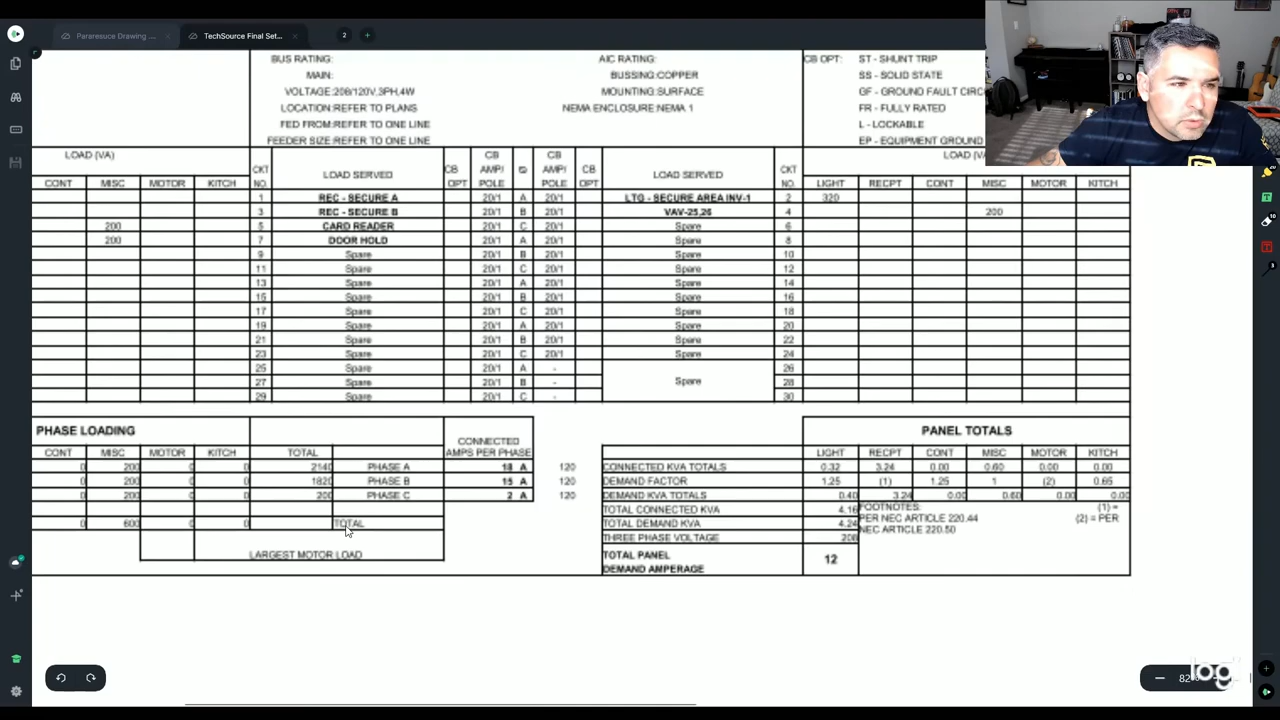 Pararesuce Drawing ...
TechSource Final Set...
2
BUS RATING:
MAIN:
VOLTAGE:208/120V,3PH,4W
LOCATION:REFER TO PLANS
FED FROM:REFER TO ONE LINE
FEEDER SIZE:REFER TO ONE LINE
AIC RATING:
BUSSING:COPPER
MOUNTING:SURFACE
NEMA ENCLOSURE:NEMA 1
CB OPT: ST - SHUNT TRIP
SS - SOLID STATE
GF - GROUND FAULT CIRC
FR - FULLY RATED
L - LOCKABLE
EP - EQUIPMENT GROUND
LOAD (VA) CKT NO. LOAD SERVED CB OPT CB AMP/ POLE CB AMP/ POLE CB OPT LOAD SERVED CKT NO. LOAD (VA)
CONT MISC MOTOR KITCH LIGHT RECPT CONT MISC MOTOR KITCH
1 REC - SECURE A 20/1 A 20/1 LTG - SECURE AREA INV-1 2 320
3 REC - SECURE B 20/1 B 20/1 VAV-25,26 4 200
200 5 CARD READER 20/1 C 20/1 Spare 6
200 7 DOOR HOLD 20/1 A 20/1 Spare 8
9 Spare 20/1 B 20/1 Spare 10
11 Spare 20/1 C 20/1 Spare 12
13 Spare 20/1 A 20/1 Spare 14
15 Spare 20/1 B 20/1 Spare 16
17 Spare 20/1 C 20/1 Spare 18
19 Spare 20/1 A 20/1 Spare 20
21 Spare 20/1 B 20/1 Spare 22
23 Spare 20/1 C 20/1 Spare 24
25 Spare 20/1 A - 26
27 Spare 20/1 B - Spare 28
29 Spare 20/1 C - 30
PHASE LOADING
CONNECTED
AMPS PER PHASE
CONT MISC MOTOR KITCH TOTAL
0 200 0 0 2140 PHASE A 18 A 120
0 200 0 0 1820 PHASE B 15 A 120
0 200 0 0 200 PHASE C 2 A 120
0 600 0 0 TOTAL
LARGEST MOTOR LOAD
PANEL TOTALS
LIGHT RECPT CONT MISC MOTOR KITCH
CONNECTED KVA TOTALS 0.32 3.24 0.00 0.60 0.00 0.00
DEMAND FACTOR 1.25 (1) 1.25 1 (2) 0.65
DEMAND KVA TOTALS 0.40 3.24 0.00 0.60 0.00 0.00
TOTAL CONNECTED KVA 4.16
TOTAL DEMAND KVA 4.24
THREE PHASE VOLTAGE 208
TOTAL PANEL
DEMAND AMPERAGE
12
FOOTNOTES: (1) =
PER NEC ARTICLE 220.44 (2) = PER
NEC ARTICLE 220.50
82
logi